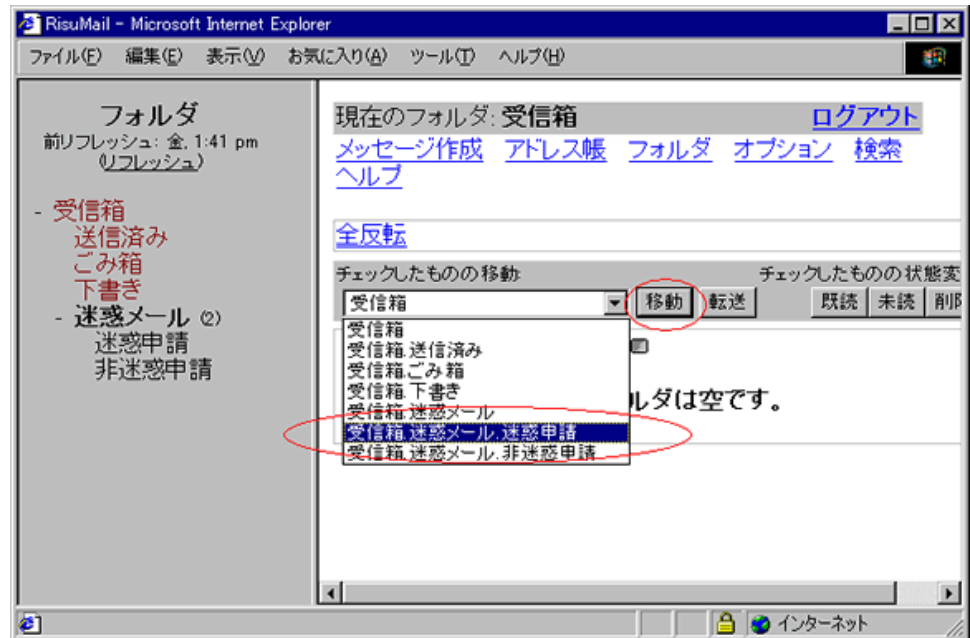 RisuMail - Microsoft Internet Explorer
ファイル(F) 編集(E) 表示(V) お気に入り(A) ツール(T) ヘルプ(H)
フォルダ
前リフレッシュ: 金, 1:41 pm
(リフレッシュ)
- 受信箱
送信済み
ごみ箱
下書き
- 迷惑メール (2)
迷惑申請
非迷惑申請
現在のフォルダ: 受信箱 ログアウト
メッセージ作成 アドレス帳 フォルダ オプション 検索
ヘルプ
全反転
チェックしたものの移動: チェックしたものの状態変
受信箱 移動 転送 既読 未読 削除
受信箱
受信箱.送信済み
受信箱.ごみ箱
受信箱.下書き
受信箱.迷惑メール
受信箱.迷惑メール.迷惑申請
受信箱.迷惑メール.非迷惑申請
ルダは空です。
インターネット